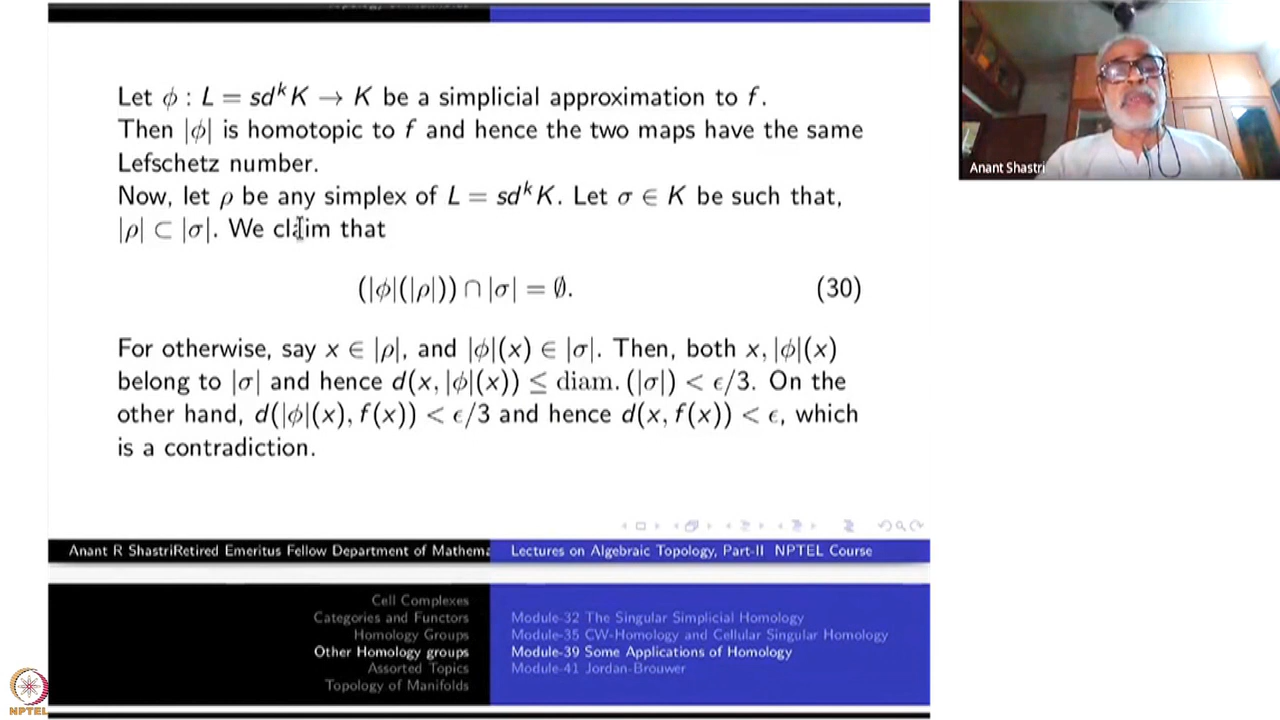 Let ϕ : L = sd^k K → K be a simplicial approximation to f.
Then |ϕ| is homotopic to f and hence the two maps have the same
Lefschetz number.
Now, let ρ be any simplex of L = sd^k K. Let σ ∈ K be such that,
|ρ| ⊂ |σ|. We claim that
(|ϕ|(|ρ|)) ∩ |σ| = ∅. (30)
For otherwise, say x ∈ |ρ|, and |ϕ|(x) ∈ |σ|. Then, both x, |ϕ|(x)
belong to |σ| and hence d(x, |ϕ|(x)) ≤ diam. (|σ|) < ϵ/3. On the
other hand, d(|ϕ|(x), f(x)) < ϵ/3 and hence d(x, f(x)) < ϵ, which
is a contradiction.
Anant Shastri
Anant R ShastriRetired Emeritus Fellow Department of Mathema
Lectures on Algebraic Topology, Part-II NPTEL Course
Cell Complexes
Categories and Functors
Homology Groups
Other Homology groups
Assorted Topics
Topology of Manifolds
Module-32 The Singular Simplicial Homology
Module-35 CW-Homology and Cellular Singular Homology
Module-39 Some Applications of Homology
Module-41 Jordan-Brouwer
NPTEL